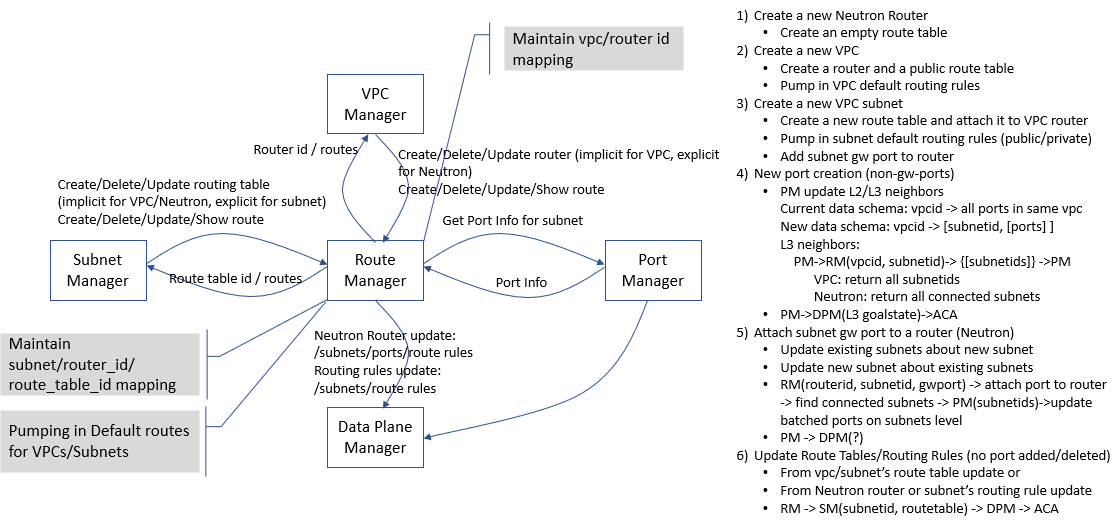 Maintain vpc/router id
mapping
VPC
Manager
Router id / routes
Create/Delete/Update router (implicit for VPC, explicit
for Neutron)
Create/Delete/Update/Show route
Create/Delete/Update routing table
(implicit for VPC/Neutron, explicit for subnet)
Create/Delete/Update/Show route
Get Port Info for subnet
Subnet
Manager
Route table id / routes
Route
Manager
Port Info
Port
Manager
Maintain
subnet/router_id/
route_table_id mapping
Neutron Router update:
/subnets/ports/route rules
Routing rules update:
/subnets/route rules
Pumping in Default routes
for VPCs/Subnets
Data Plane
Manager
1) Create a new Neutron Router
• Create an empty route table
2) Create a new VPC
• Create a router and a public route table
• Pump in VPC default routing rules
3) Create a new VPC subnet
• Create a new route table and attach it to VPC router
• Pump in subnet default routing rules (public/private)
• Add subnet gw port to router
4) New port creation (non-gw-ports)
• PM update L2/L3 neighbors
Current data schema: vpcid -> all ports in same vpc
New data schema: vpcid -> [subnetid, [ports] ]
L3 neighbors:
PM->RM(vpcid, subnetid)-> {[subnetids]} ->PM
VPC: return all subnetids
Neutron: return all connected subnets
• PM->DPM(L3 goalstate)->ACA
5) Attach subnet gw port to a router (Neutron)
• Update existing subnets about new subnet
• Update new subnet about existing subnets
• RM(routerid, subnetid, gwport) -> attach port to router
-> find connected subnets -> PM(subnetids)->update
batched ports on subnets level
• PM -> DPM(?)
6) Update Route Tables/Routing Rules (no port added/deleted)
• From vpc/subnet's route table update or
• From Neutron router or subnet's routing rule update
• RM -> SM(subnetid, routetable) -> DPM -> ACA